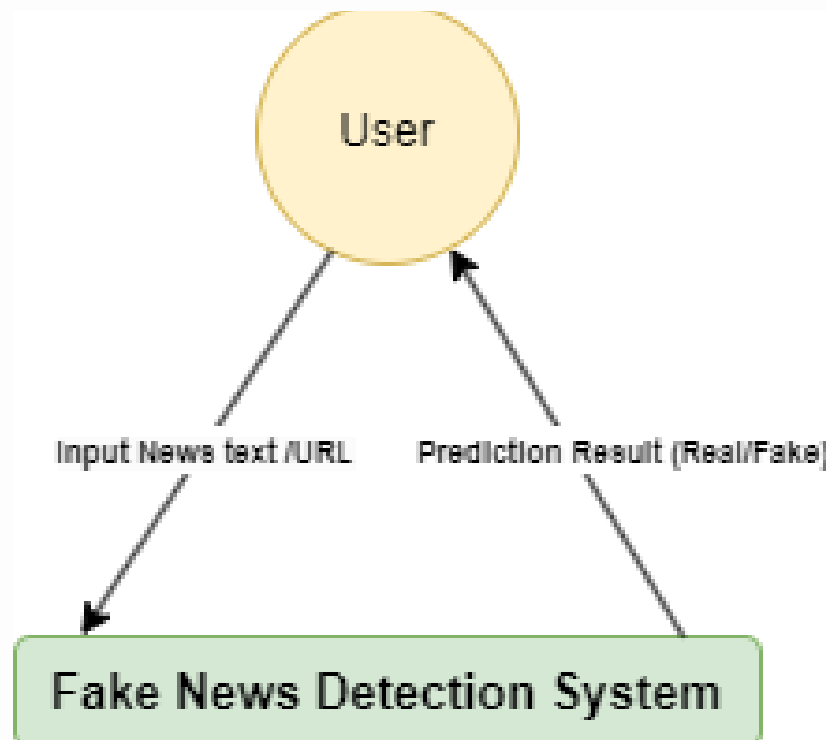 User
Input News text /URL
Prediction Result (Real/Fake)
Fake News Detection System